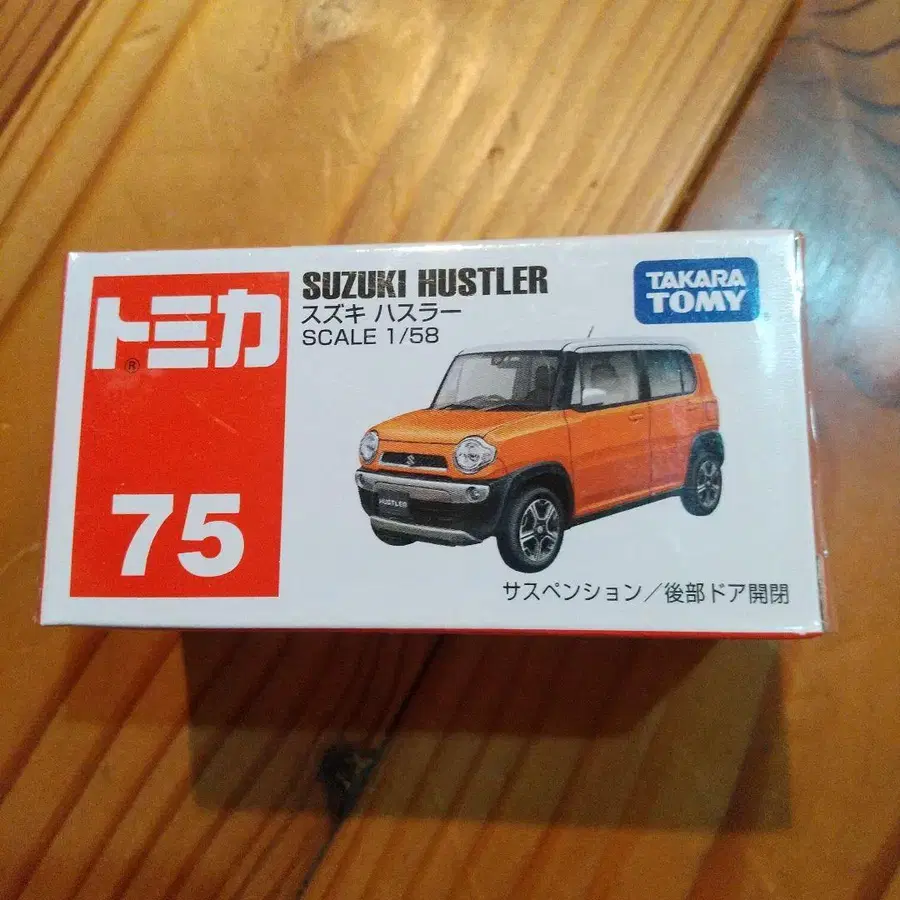 トミカ
®
75
SUZUKI HUSTLER
スズキ ハスラー
SCALE 1/58
TAKARA
TOMY
HUSTLER
サスペンション／後部ドア開閉